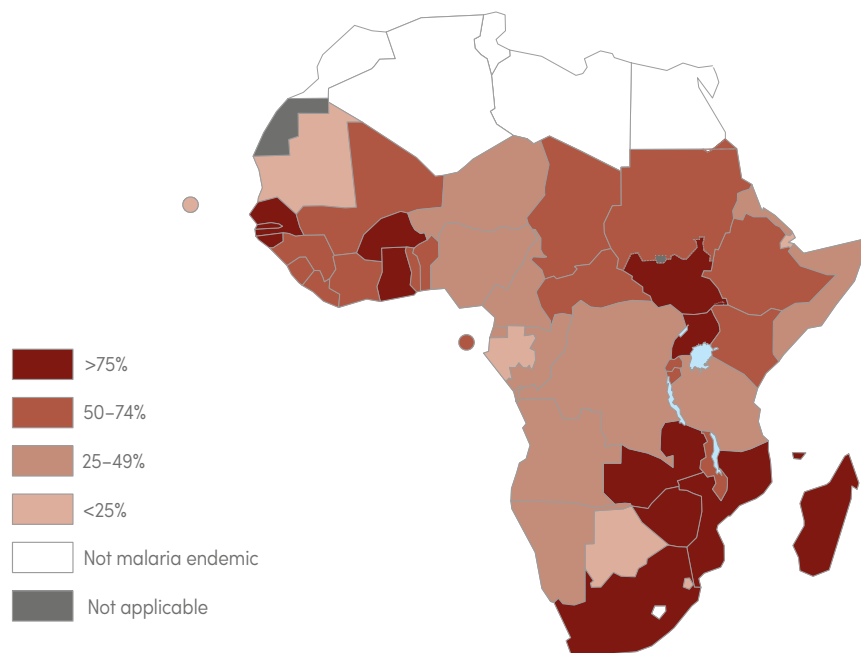 >75%
50–74%
25–49%
<25%
Not malaria endemic
Not applicable